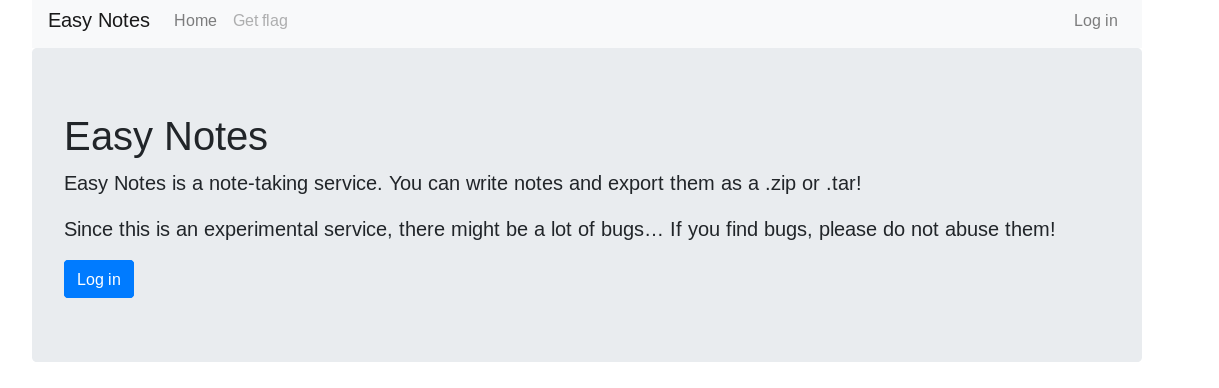 Easy Notes Home Get flag Log in
Easy Notes
Easy Notes is a note-taking service. You can write notes and export them as a .zip or .tar!
Since this is an experimental service, there might be a lot of bugs… If you find bugs, please do not abuse them!
Log in